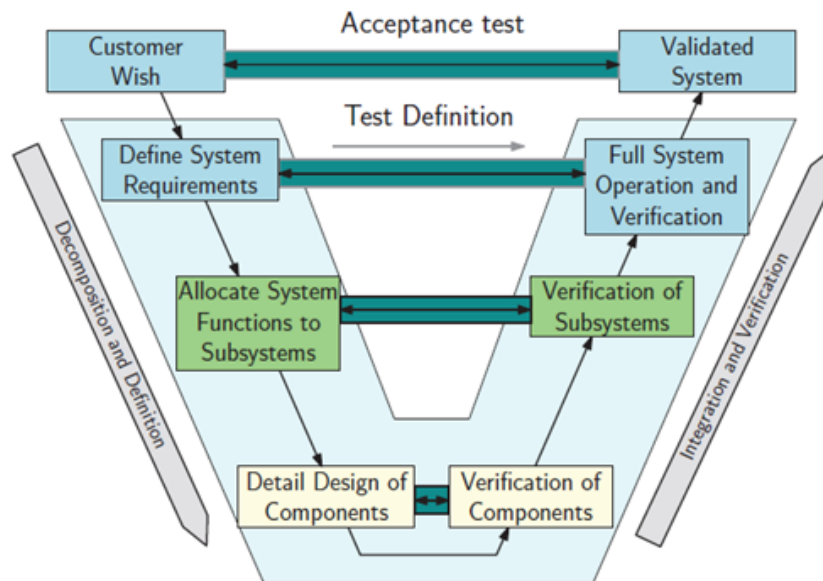 Acceptance test
Customer
Wish
Validated
System
Test Definition
Define System
Requirements
Full System
Operation and
Verification
Decomposition and Definition
Allocate System
Functions to
Subsystems
Verification of
Subsystems
Integration and Verification
Detail Design of
Components
Verification of
Components